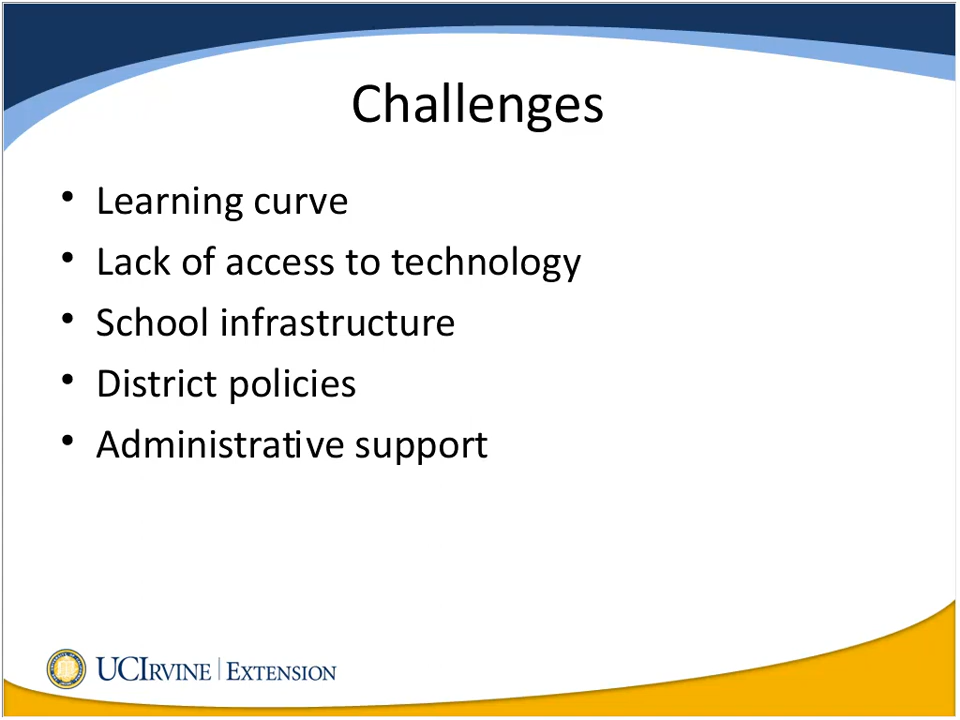 Challenges
• Learning curve
• Lack of access to technology
• School infrastructure
• District policies
• Administrative support
UCIRVINE | EXTENSION